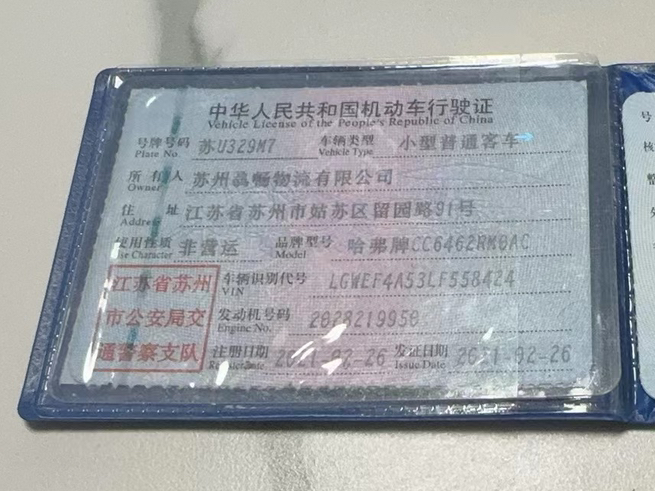 中华人民共和国机动车行驶证
Vehicle License of the People's Republic of China
号牌号码 苏U329M7 车辆类型 小型普通客车
Plate No. Vehicle Type
所有人 苏州骉畅物流有限公司
Owner
住址 江苏省苏州市姑苏区留园路91号
Address
使用性质 非营运 品牌型号 哈弗牌CC6462RM0AC
Use Character Model
江苏省苏州
市公安局交
通警察支队
车辆识别代号 LGWEF4A53LF558424
VIN
发动机号码 2028219950
Engine No.
注册日期 2021-02-26 发证日期 2021-02-26
Register Date Issue Date
号